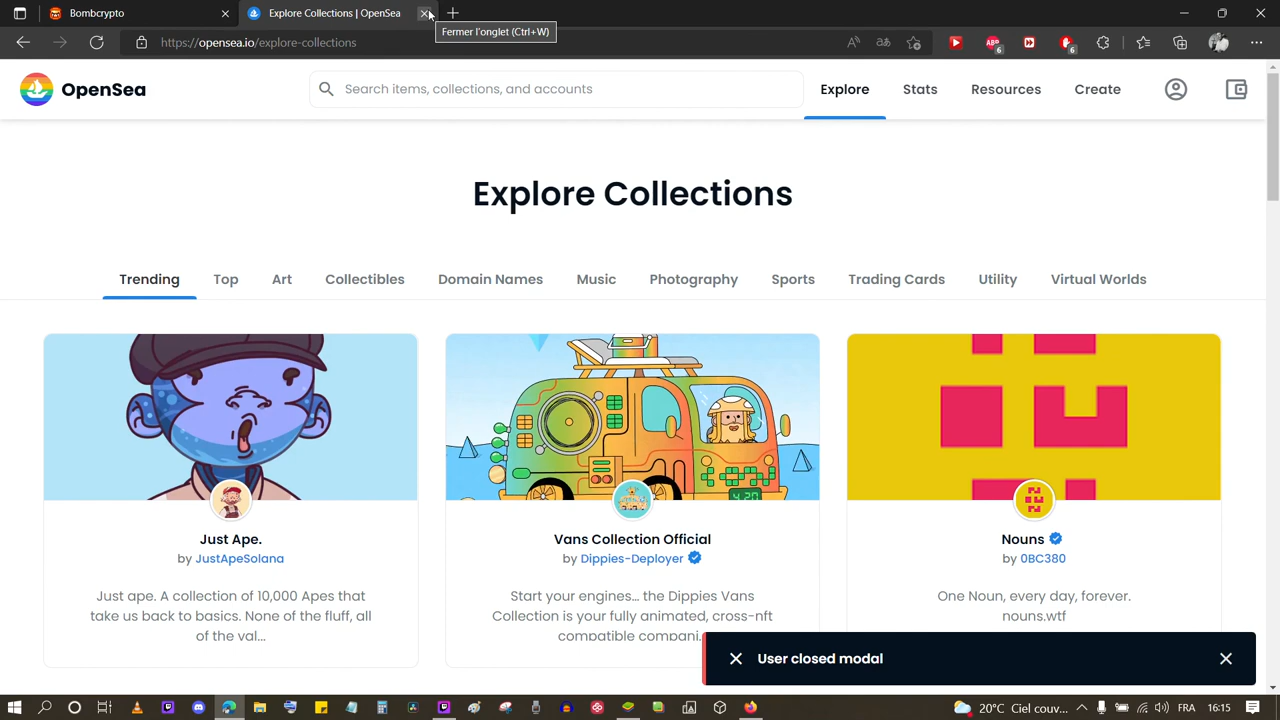 Bombcrypto
Explore Collections | OpenSea
Fermer l'onglet (Ctrl+W)
https://opensea.io/explore-collections
ABP
6
6
OpenSea
Search items, collections, and accounts
Explore
Stats
Resources
Create
Explore Collections
Trending
Top
Art
Collectibles
Domain Names
Music
Photography
Sports
Trading Cards
Utility
Virtual Worlds
4.20
Just Ape.
by JustApeSolana
Just ape. A collection of 10,000 Apes that
take us back to basics. None of the fluff, all
of the val...
Vans Collection Official
by Dippies-Deployer
Start your engines... the Dippies Vans
Collection is your fully animated, cross-nft
compatible compani...
Nouns
by 0BC380
One Noun, every day, forever.
nouns.wtf
User closed modal
20°C Ciel couv...
FRA
16:15